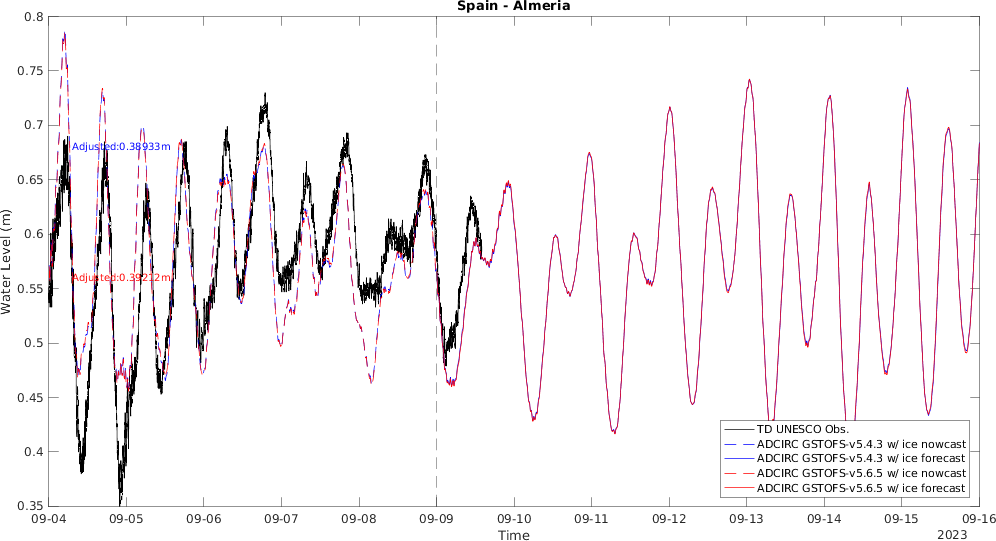 Spain - Almeria
0.8
0.75
0.7
0.65
0.6
0.55
0.5
0.45
0.4
0.35
Water Level (m)
Adjusted:0.38933m
Adjusted:0.39212m
TD UNESCO Obs.
ADCIRC GSTOFS-v5.4.3 w/ ice nowcast
ADCIRC GSTOFS-v5.4.3 w/ ice forecast
ADCIRC GSTOFS-v5.6.5 w/ ice nowcast
ADCIRC GSTOFS-v5.6.5 w/ ice forecast
09-04 09-05 09-06 09-07 09-08 09-09 09-10 09-11 09-12 09-13 09-14 09-15 09-16
Time
2023